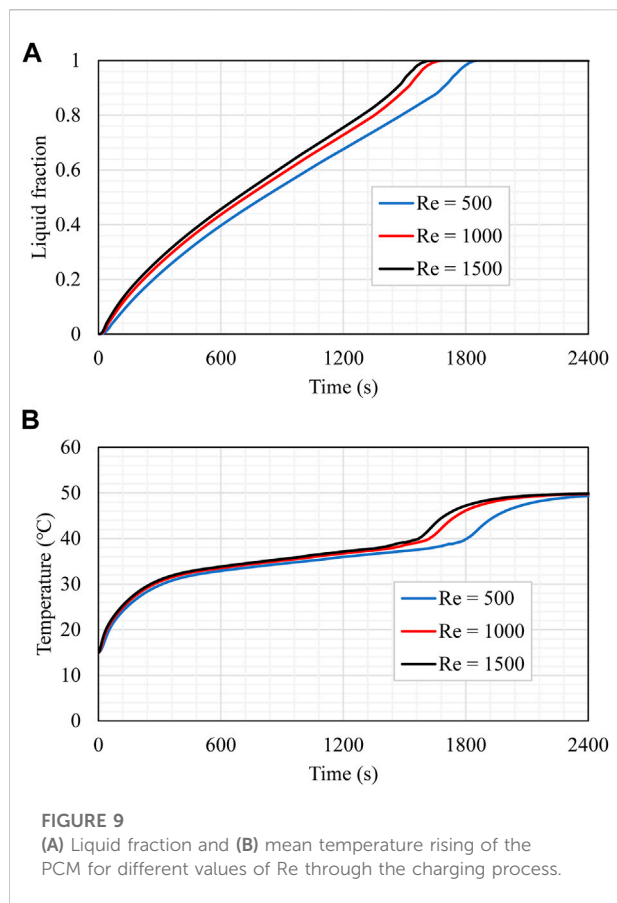 A
1
0.8
0.6
0.4
0.2
0
Liquid fraction
Re = 500
Re = 1000
Re = 1500
0 600 1200 1800 2400
Time (s)
B
60
50
40
30
20
10
0
Temperature (°C)
Re = 500
Re = 1000
Re = 1500
0 600 1200 1800 2400
Time (s)
FIGURE 9
(A) Liquid fraction and (B) mean temperature rising of the
PCM for different values of Re through the charging process.